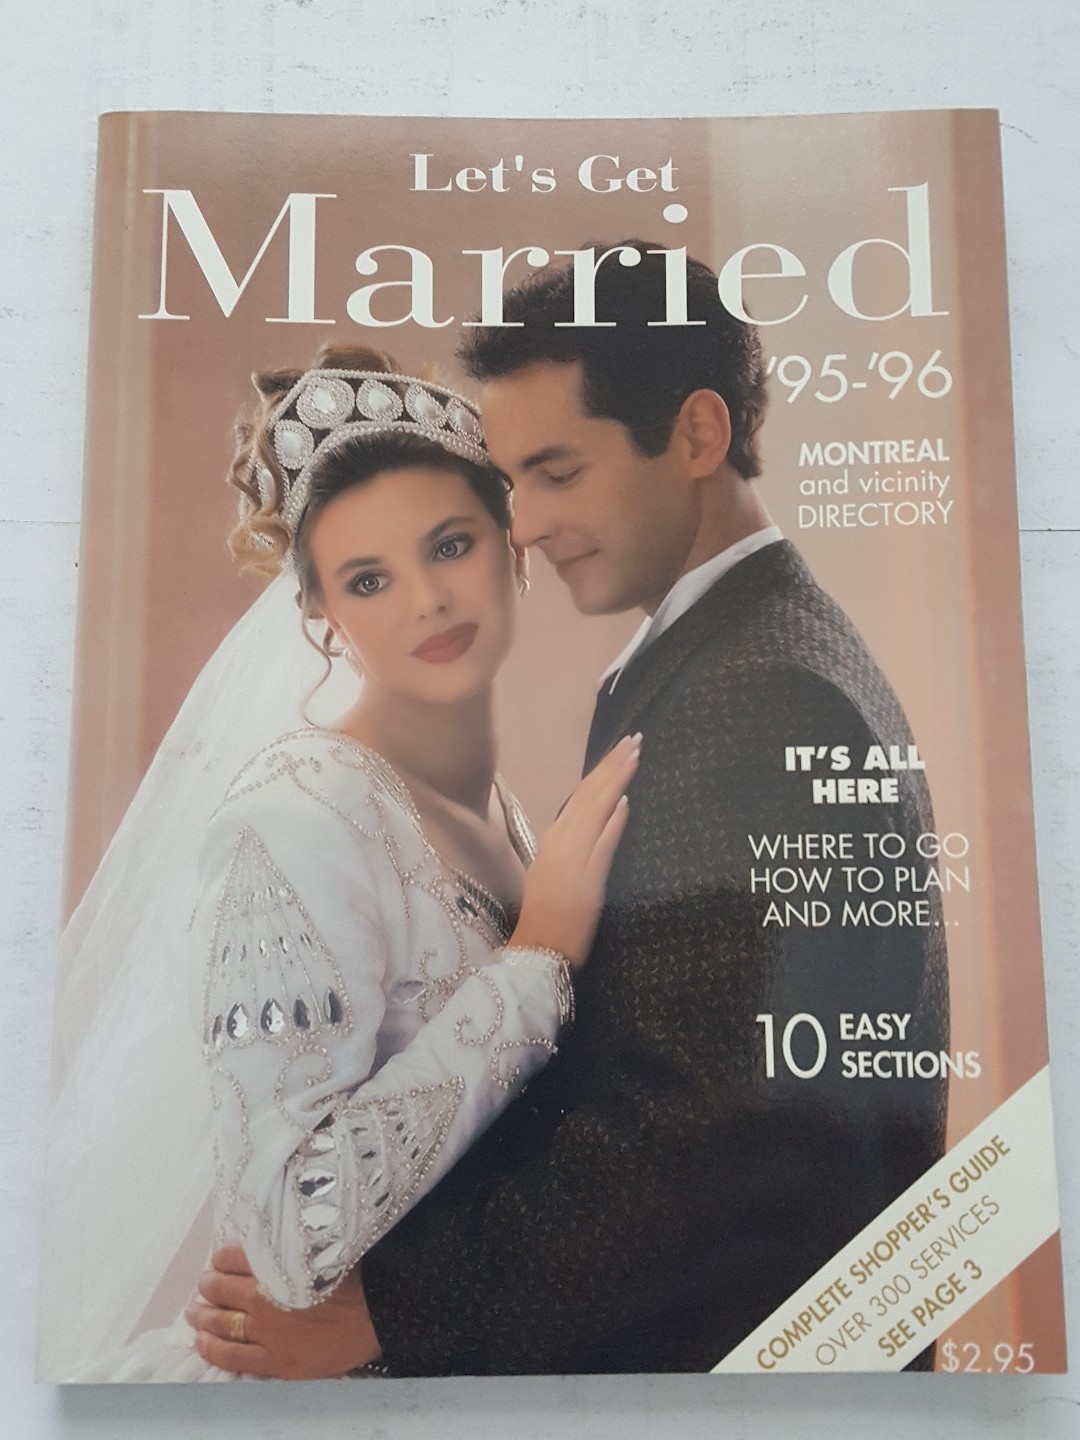 Let's Get
Married
'95-'96
MONTREAL
and vicinity
DIRECTORY
IT'S ALL
HERE
WHERE TO GO
HOW TO PLAN
AND MORE...
10 EASY
SECTIONS
COMPLETE SHOPPER'S GUIDE
OVER 300 SERVICES
SEE PAGE 3
$2.95